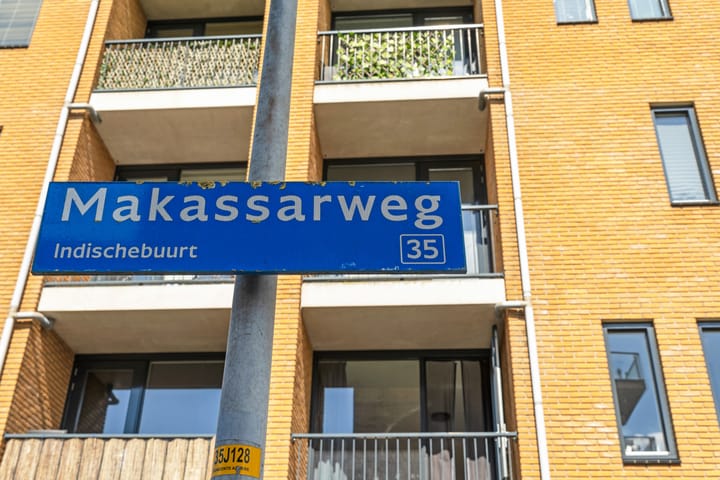 Makassarweg
Indischebuurt
35
35J128